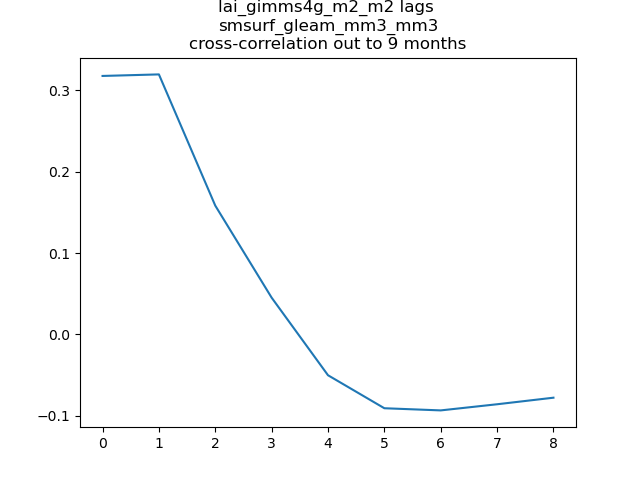 lai_gimms4g_m2_m2 lags
smsurf_gleam_mm3_mm3
cross-correlation out to 9 months
0.3
0.2
0.1
0.0
−0.1
0 1 2 3 4 5 6 7 8